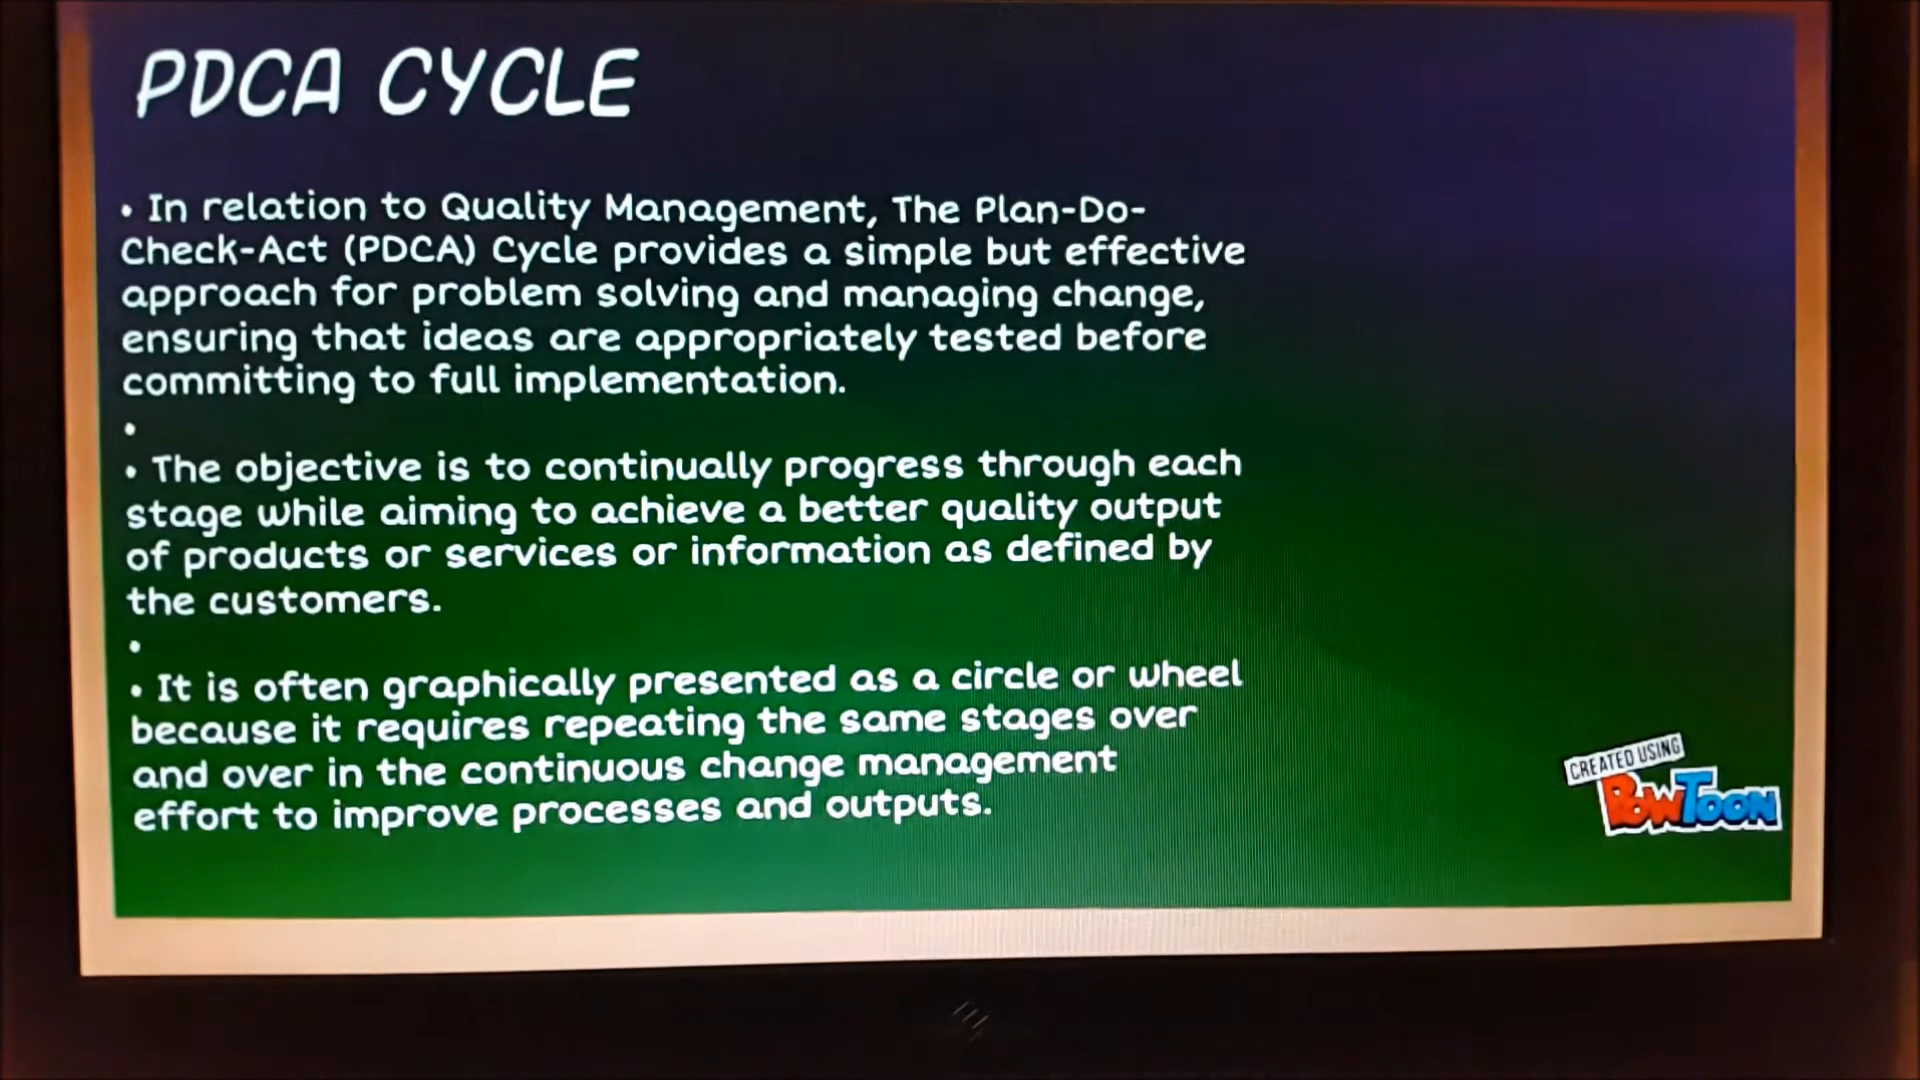 PDCA CYCLE
• In relation to Quality Management, The Plan-Do-
Check-Act (PDCA) Cycle provides a simple but effective
approach for problem solving and managing change,
ensuring that ideas are appropriately tested before
committing to full implementation.
•
• The objective is to continually progress through each
stage while aiming to achieve a better quality output
of products or services or information as defined by
the customers.
•
• It is often graphically presented as a circle or wheel
because it requires repeating the same stages over
and over in the continuous change management
effort to improve processes and outputs.
CREATED USING
POWTOON